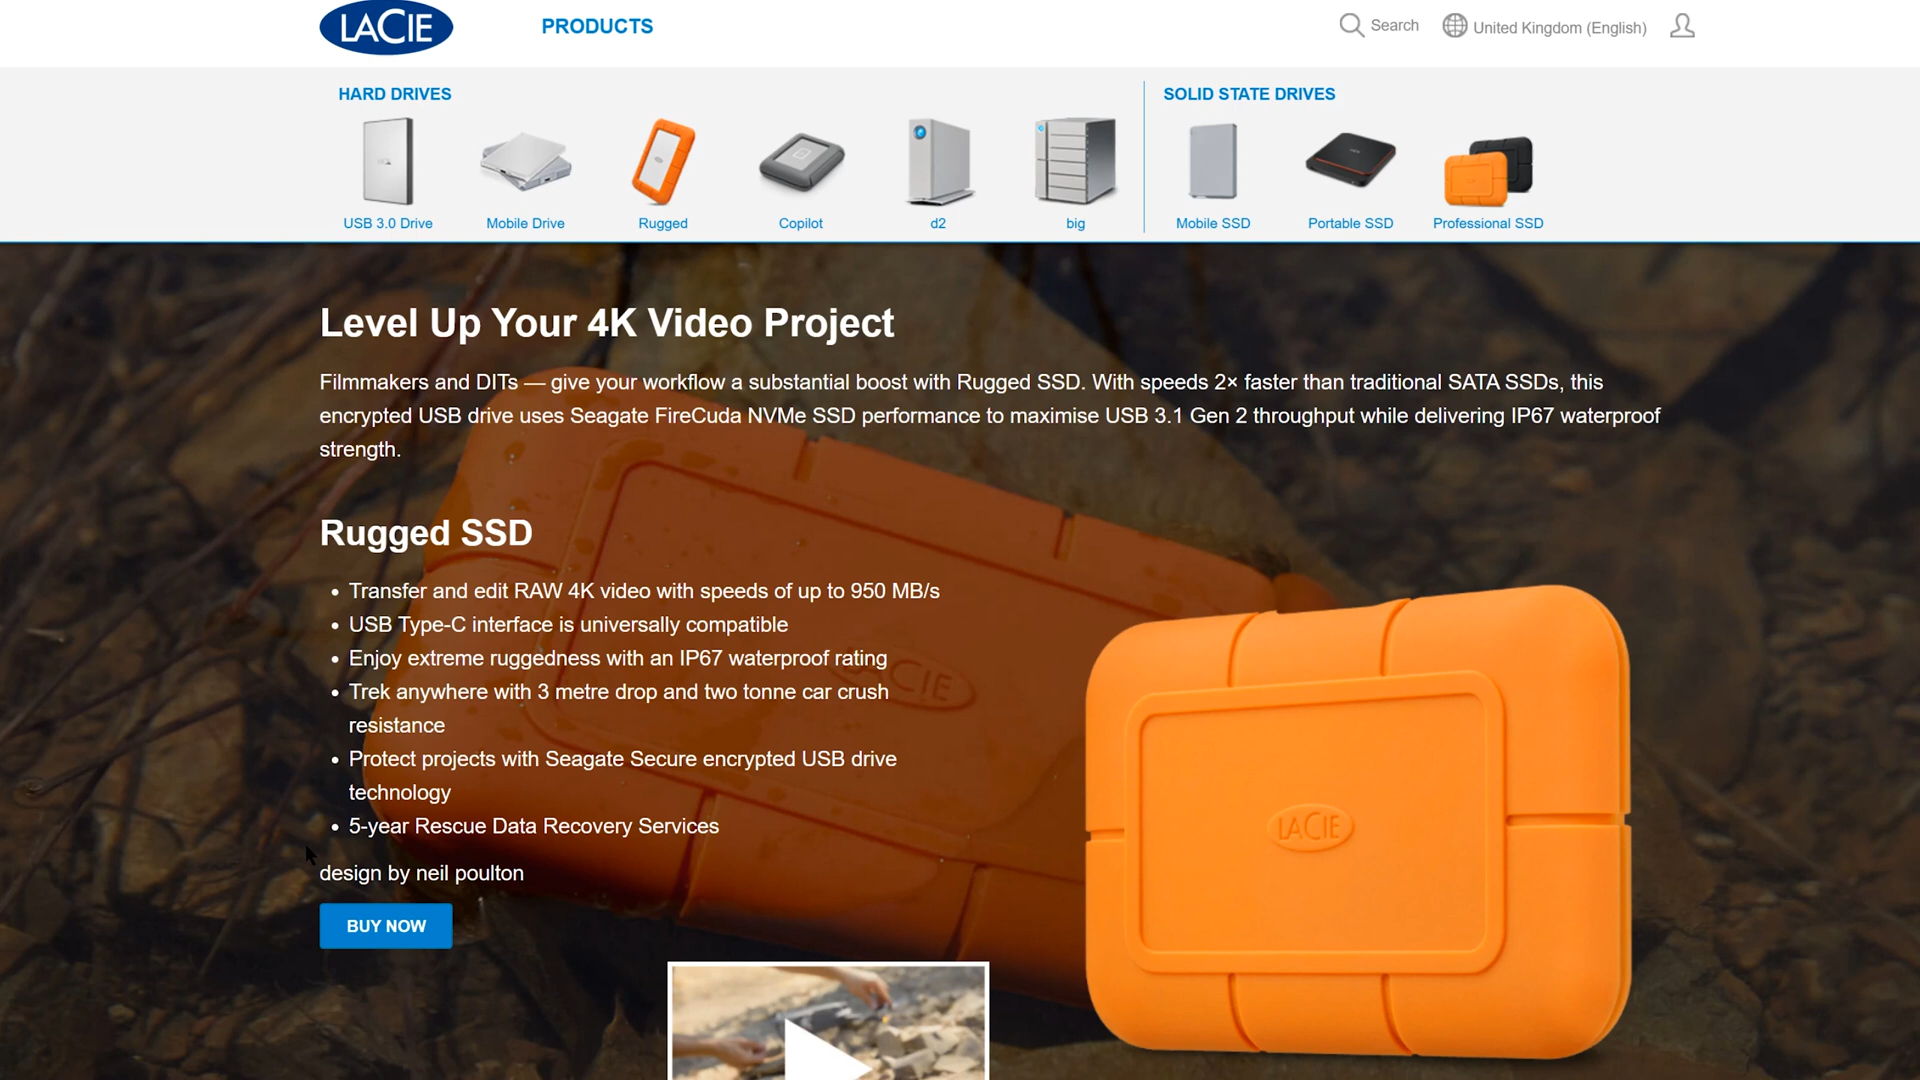 LACIE
PRODUCTS
Search
United Kingdom (English)
HARD DRIVES
SOLID STATE DRIVES
USB 3.0 Drive
Mobile Drive
Rugged
Copilot
d2
big
Mobile SSD
Portable SSD
Professional SSD
Level Up Your 4K Video Project
Filmmakers and DITs — give your workflow a substantial boost with Rugged SSD. With speeds 2× faster than traditional SATA SSDs, this
encrypted USB drive uses Seagate FireCuda NVMe SSD performance to maximise USB 3.1 Gen 2 throughput while delivering IP67 waterproof
strength.
Rugged SSD
• Transfer and edit RAW 4K video with speeds of up to 950 MB/s
• USB Type-C interface is universally compatible
• Enjoy extreme ruggedness with an IP67 waterproof rating
• Trek anywhere with 3 metre drop and two tonne car crush
resistance
• Protect projects with Seagate Secure encrypted USB drive
technology
• 5-year Rescue Data Recovery Services
design by neil poulton
BUY NOW
LACIE
LACIE